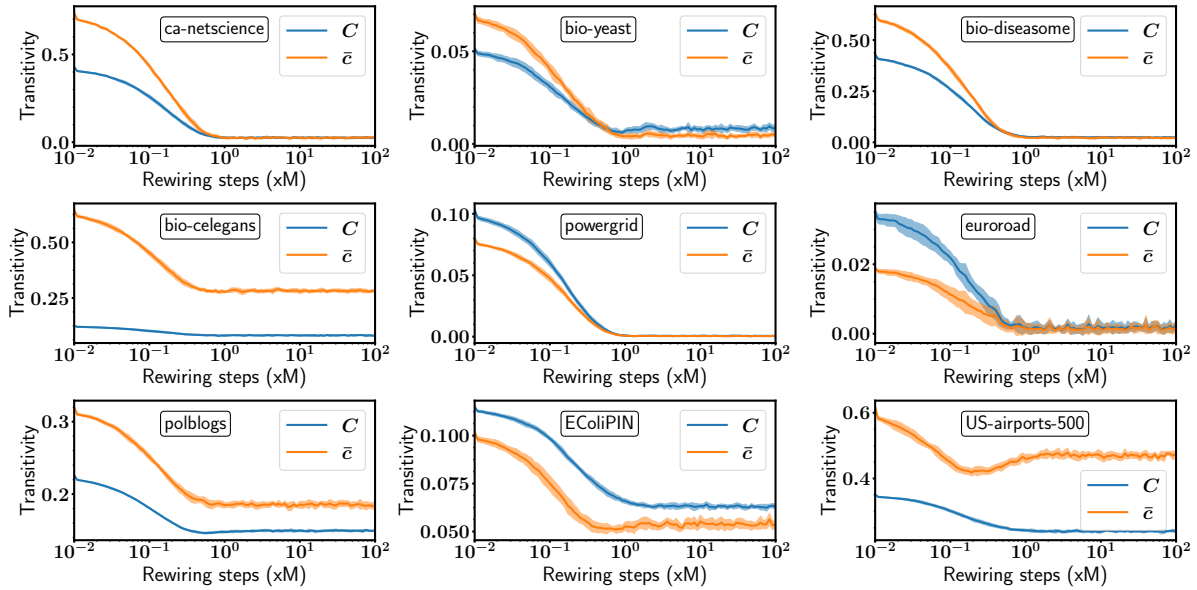 ca-netscience
C
c̄
Transitivity
0.5
0.0
10⁻² 10⁻¹ 10⁰ 10¹ 10²
Rewiring steps (xM)
bio-yeast
C
c̄
Transitivity
0.05
0.00
10⁻² 10⁻¹ 10⁰ 10¹ 10²
Rewiring steps (xM)
bio-diseasome
C
c̄
Transitivity
0.50
0.25
0.00
10⁻² 10⁻¹ 10⁰ 10¹ 10²
Rewiring steps (xM)
bio-celegans
C
c̄
Transitivity
0.50
0.25
10⁻² 10⁻¹ 10⁰ 10¹ 10²
Rewiring steps (xM)
powergrid
C
c̄
Transitivity
0.10
0.05
0.00
10⁻² 10⁻¹ 10⁰ 10¹ 10²
Rewiring steps (xM)
euroroad
C
c̄
Transitivity
0.02
0.00
10⁻² 10⁻¹ 10⁰ 10¹ 10²
Rewiring steps (xM)
polblogs
C
c̄
Transitivity
0.3
0.2
10⁻² 10⁻¹ 10⁰ 10¹ 10²
Rewiring steps (xM)
EColiPIN
C
c̄
Transitivity
0.100
0.075
0.050
10⁻² 10⁻¹ 10⁰ 10¹ 10²
Rewiring steps (xM)
US-airports-500
C
c̄
Transitivity
0.6
0.4
10⁻² 10⁻¹ 10⁰ 10¹ 10²
Rewiring steps (xM)